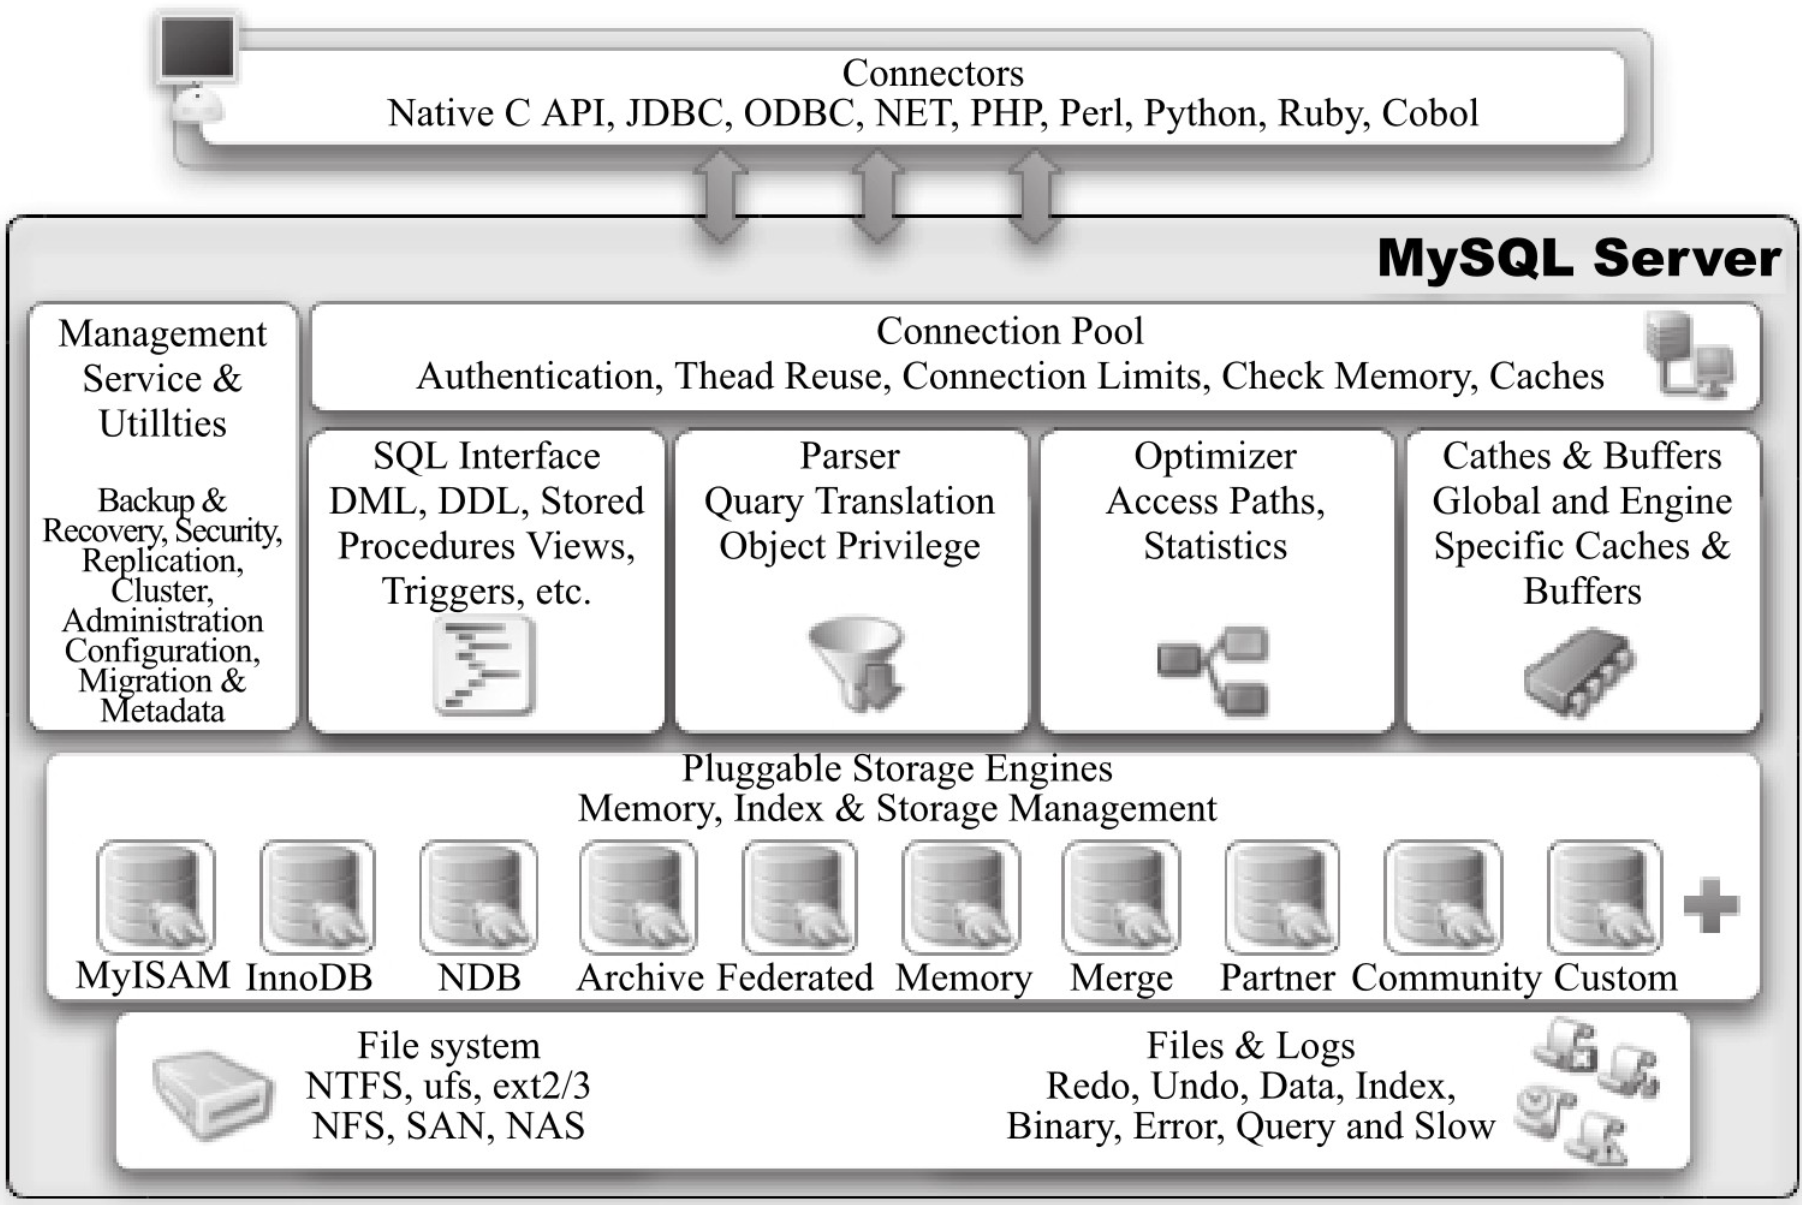 Connectors
Native C API, JDBC, ODBC, NET, PHP, Perl, Python, Ruby, Cobol
MySQL Server
Management
Service &
Utillties
Backup &
Recovery, Security,
Replication,
Cluster,
Administration
Configuration,
Migration &
Metadata
Connection Pool
Authentication, Thead Reuse, Connection Limits, Check Memory, Caches
SQL Interface
DML, DDL, Stored
Procedures Views,
Triggers, etc.
Parser
Quary Translation
Object Privilege
Optimizer
Access Paths,
Statistics
Cathes & Buffers
Global and Engine
Specific Caches &
Buffers
Pluggable Storage Engines
Memory, Index & Storage Management
MyISAM InnoDB NDB Archive Federated Memory Merge Partner Community Custom
File system
NTFS, ufs, ext2/3
NFS, SAN, NAS
Files & Logs
Redo, Undo, Data, Index,
Binary, Error, Query and Slow